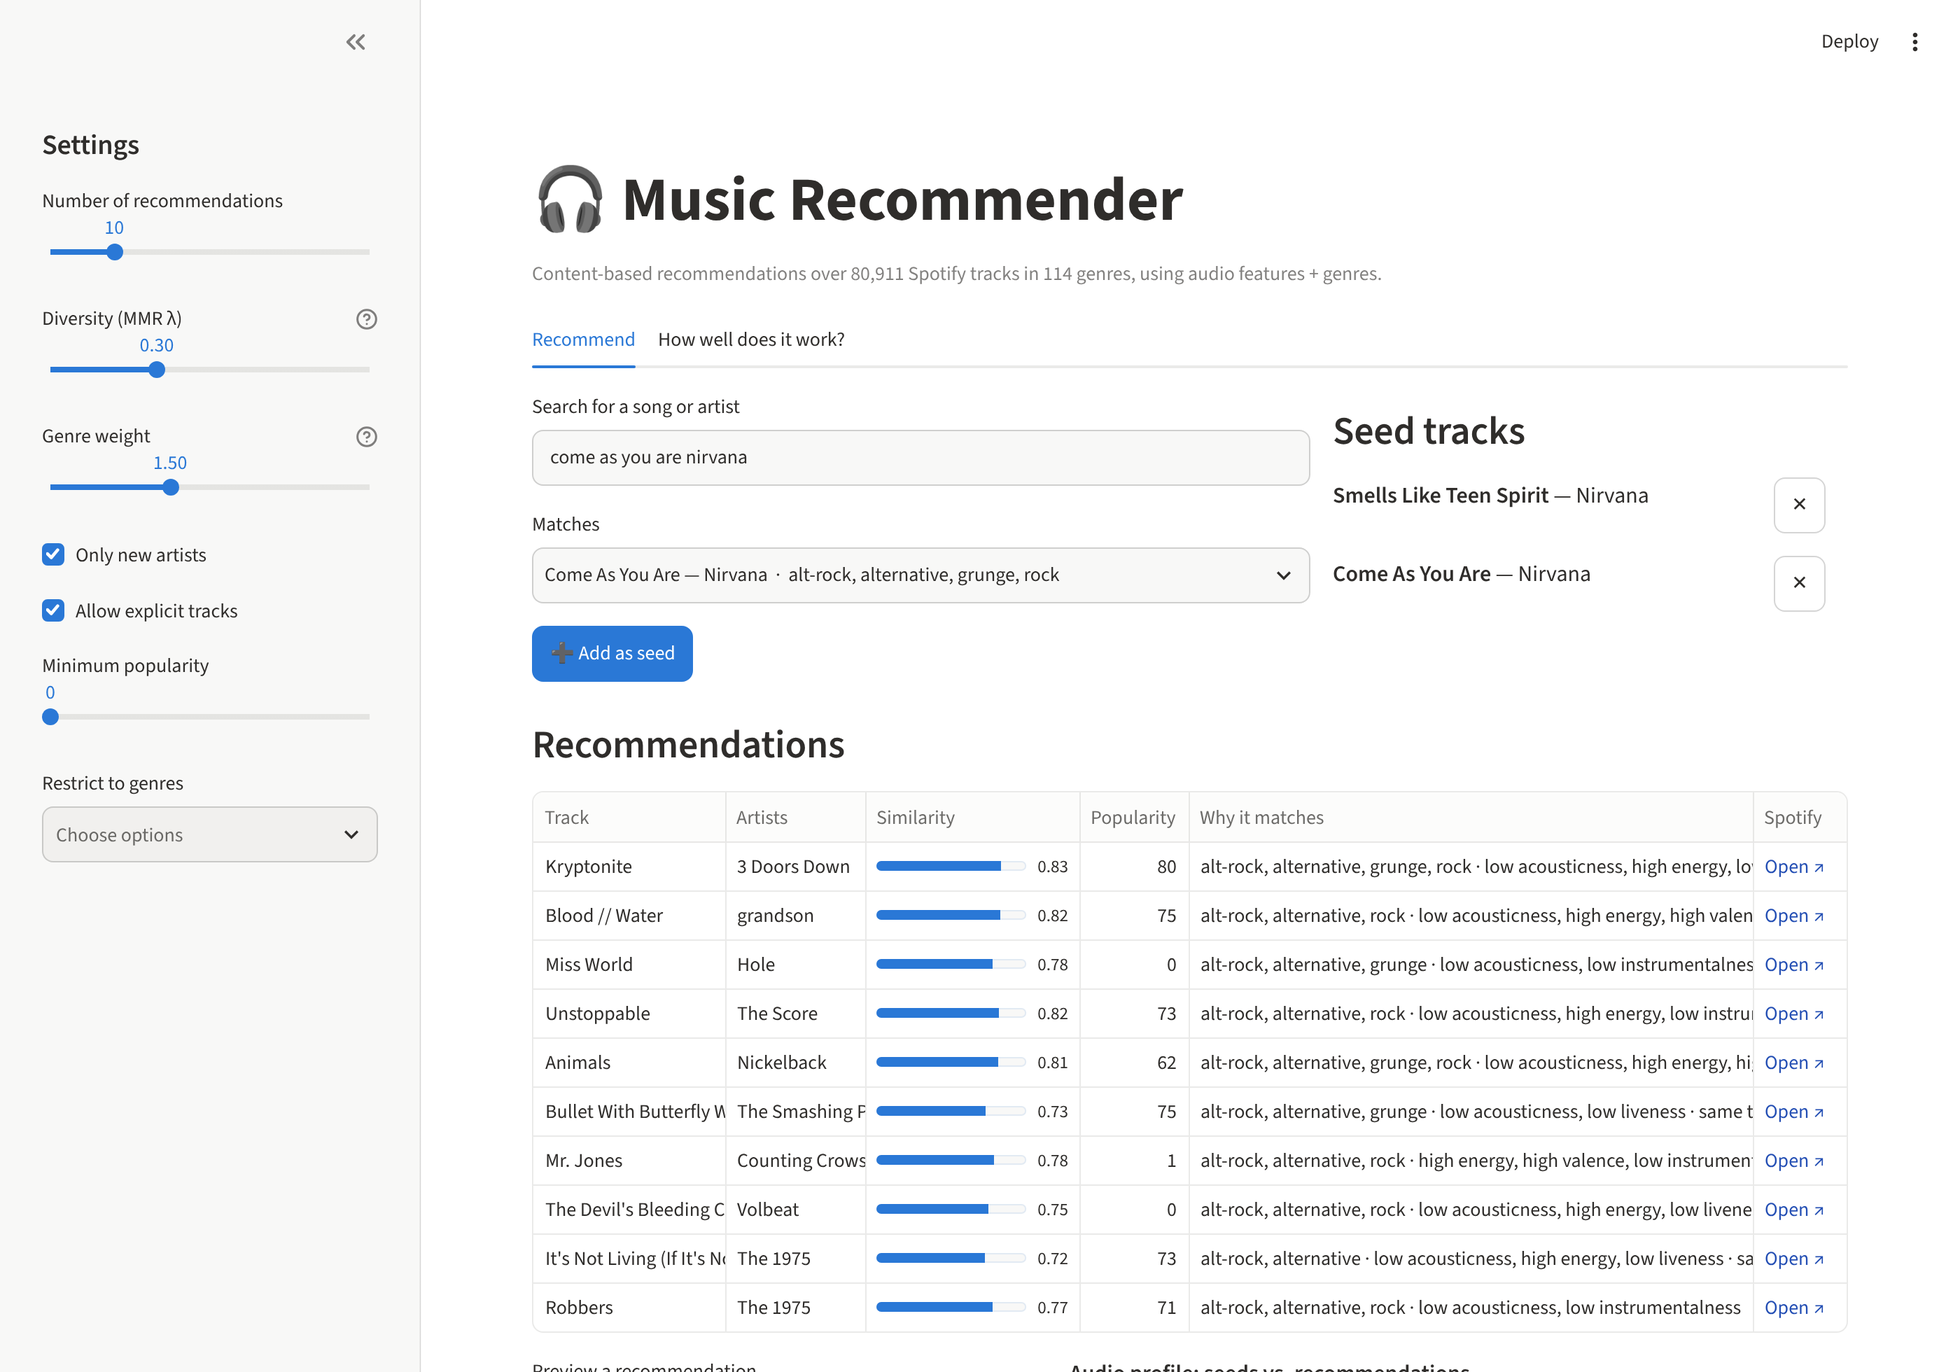 Deploy
Settings
Number of recommendations
10
Diversity (MMR λ)
0.30
Genre weight
1.50
Only new artists
Allow explicit tracks
Minimum popularity
0
Restrict to genres
Choose options
Music Recommender
Content-based recommendations over 80,911 Spotify tracks in 114 genres, using audio features + genres.
Recommend How well does it work?
Search for a song or artist
come as you are nirvana
Matches
Come As You Are — Nirvana · alt-rock, alternative, grunge, rock
➕ Add as seed
Seed tracks
Smells Like Teen Spirit — Nirvana ✕
Come As You Are — Nirvana ✕
Recommendations
Track Artists Similarity Popularity Why it matches Spotify
Kryptonite 3 Doors Down 0.83 80 alt-rock, alternative, grunge, rock · low acousticness, high energy, lo Open ↗
Blood // Water grandson 0.82 75 alt-rock, alternative, rock · low acousticness, high energy, high valen Open ↗
Miss World Hole 0.78 0 alt-rock, alternative, grunge · low acousticness, low instrumentalnes Open ↗
Unstoppable The Score 0.82 73 alt-rock, alternative, rock · low acousticness, high energy, low instru Open ↗
Animals Nickelback 0.81 62 alt-rock, alternative, grunge, rock · low acousticness, high energy, hi Open ↗
Bullet With Butterfly W The Smashing P 0.73 75 alt-rock, alternative, grunge · low acousticness, low liveness · same t Open ↗
Mr. Jones Counting Crows 0.78 1 alt-rock, alternative, rock · high energy, high valence, low instrumen Open ↗
The Devil's Bleeding C Volbeat 0.75 0 alt-rock, alternative, rock · low acousticness, high energy, low livene Open ↗
It's Not Living (If It's No The 1975 0.72 73 alt-rock, alternative · low acousticness, high energy, low liveness · sa Open ↗
Robbers The 1975 0.77 71 alt-rock, alternative, rock · low acousticness, low instrumentalness Open ↗
Preview a recommendation
Audio profile: seeds vs. recommendations